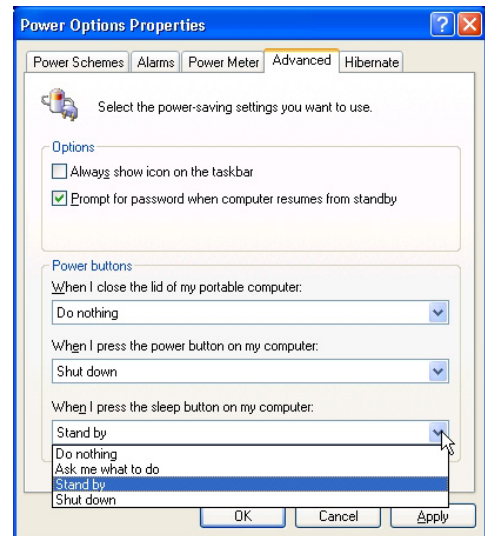 Power Options Properties
Power Schemes Alarms Power Meter Advanced Hibernate
Select the power-saving settings you want to use.
Options
Always show icon on the taskbar
Prompt for password when computer resumes from standby
Power buttons
When I close the lid of my portable computer:
Do nothing
When I press the power button on my computer:
Shut down
When I press the sleep button on my computer:
Stand by
Do nothing
Ask me what to do
Stand by
Shut down
OK Cancel Apply